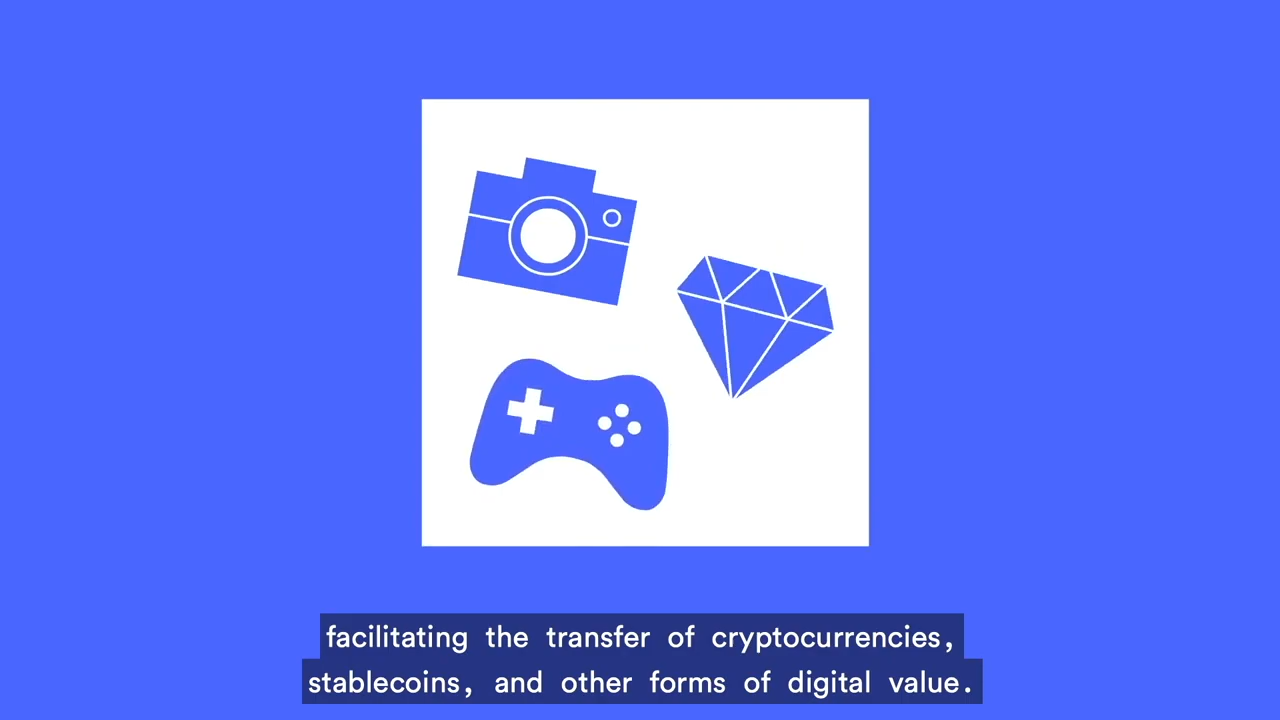 facilitating the transfer of cryptocurrencies,
stablecoins, and other forms of digital value.